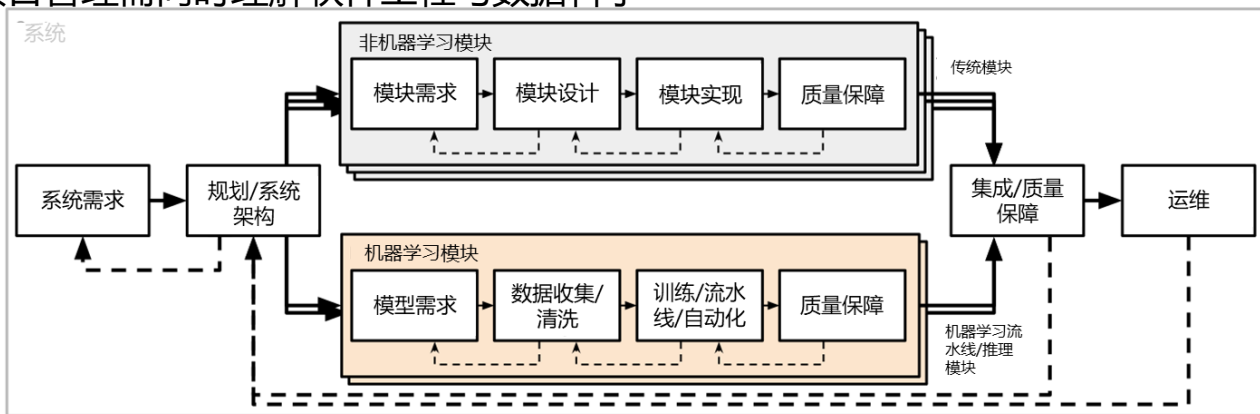 系统
非机器学习模块
模块需求
模块设计
模块实现
质量保障
传统模块
系统需求
规划/系统
架构
集成/质量
保障
运维
机器学习模块
模型需求
数据收集/
清洗
训练/流水
线/自动化
质量保障
机器学习流
水线/推理
模块